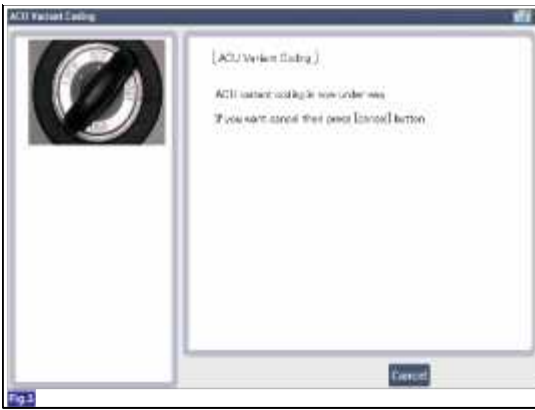 ACU Variant Coding
[ ACU Variant Coding ]
ACU variant coding is now under way
If you want cancel then press [cancel] button
Cancel
Fig.3